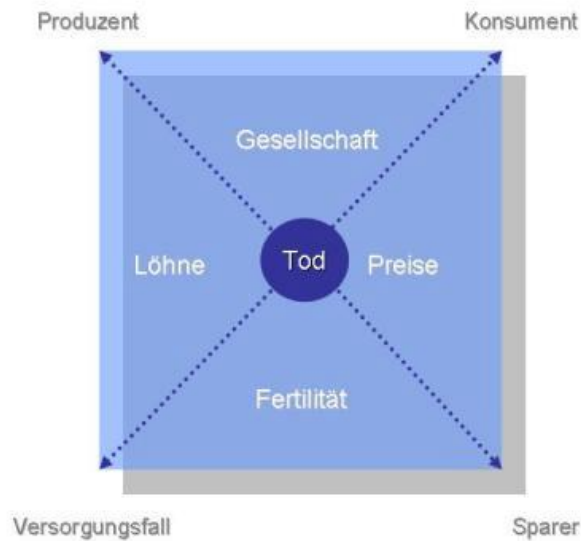 Produzent
Konsument
Gesellschaft
Löhne
Tod
Preise
Fertilität
Versorgungsfall
Sparer